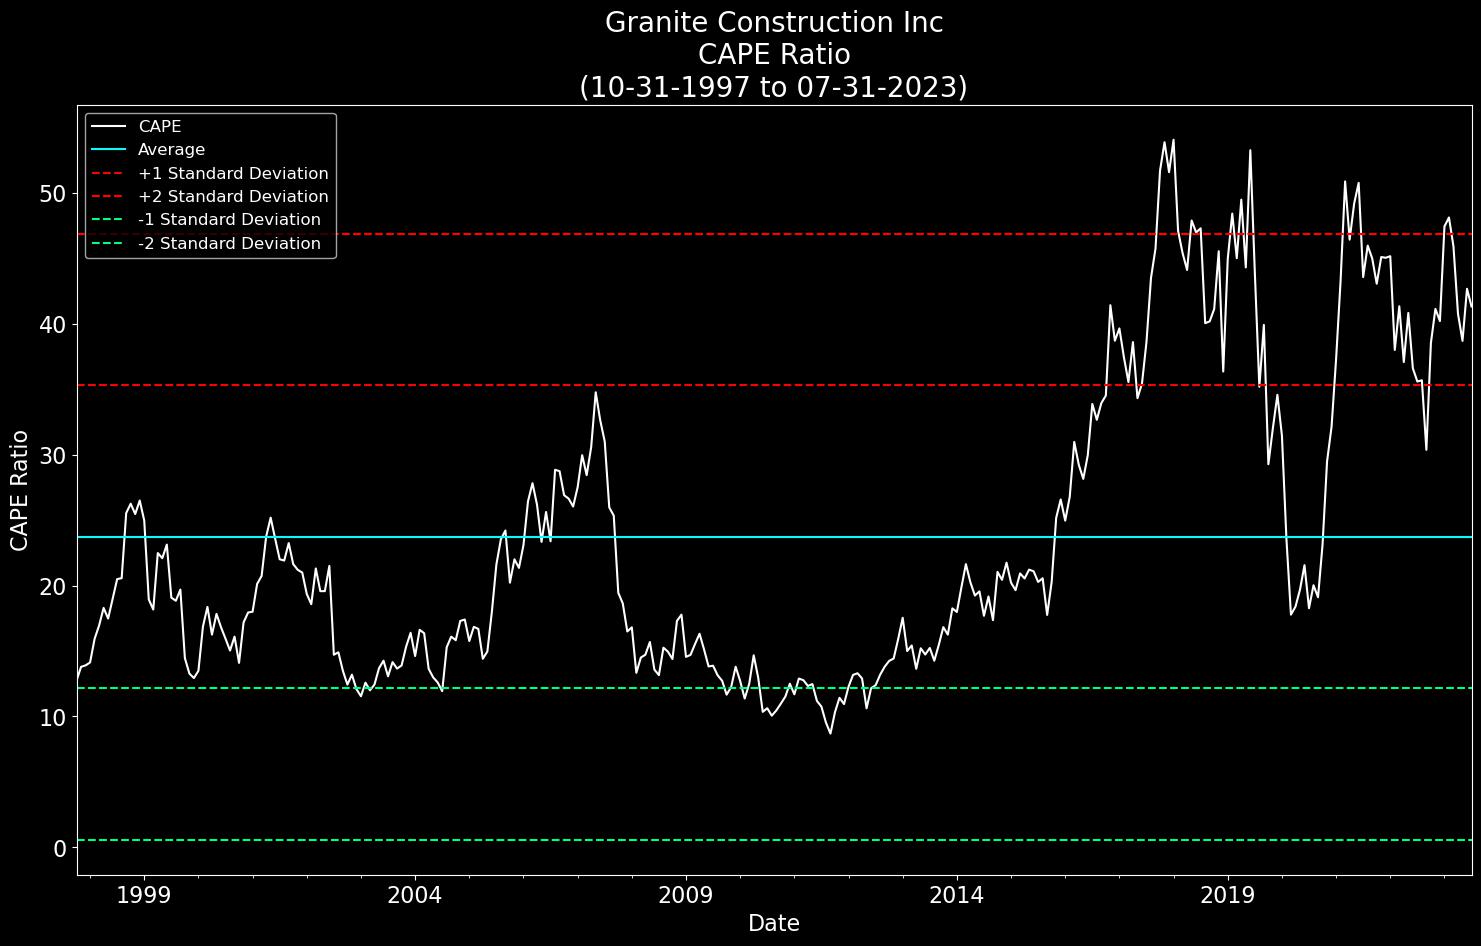 Granite Construction Inc
CAPE Ratio
(10-31-1997 to 07-31-2023)
CAPE
Average
+1 Standard Deviation
+2 Standard Deviation
-1 Standard Deviation
-2 Standard Deviation
50
40
30
20
10
0
CAPE Ratio
1999 2004 2009 2014 2019
Date